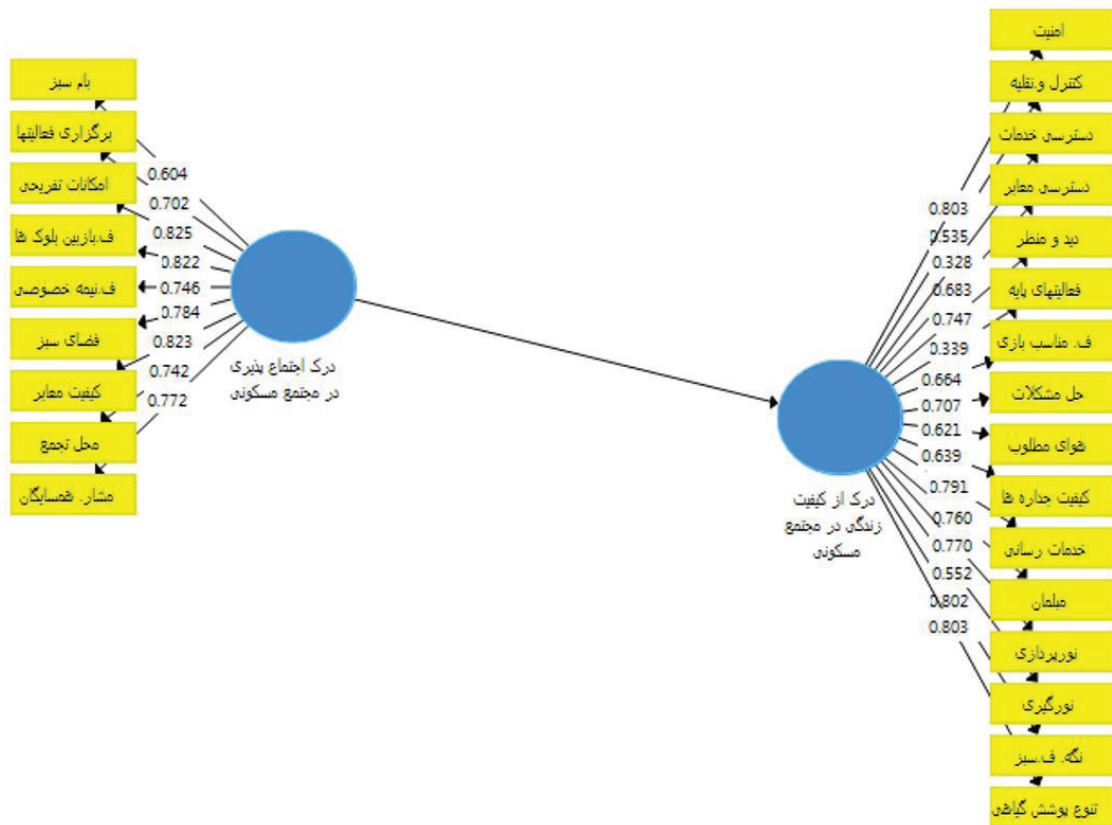 بام سبز
برگزاری فعالیتها
امکانات تفریحی
ف.بازبین بلوک ها
ف.نیمه خصوصی
فضای سبز
کیفیت معابر
محل تجمع
مشار. همسایگان
0.604
0.702
0.825
0.822
0.746
0.784
0.823
0.742
0.772
درک اجتماع پذیری
در مجتمع مسکونی
درک از کیفیت
زندگی در مجتمع
مسکونی
0.803
0.535
0.328
0.683
0.747
0.339
0.664
0.707
0.621
0.639
0.791
0.760
0.770
0.552
0.802
0.803
امنیت
کنترل و.نقلیه
دسترسی خدمات
دسترسی معابر
دید و منظر
فعالیتهای پایه
ف. مناسب بازی
حل مشکلات
هوای مطلوب
کیفیت جداره ها
خدمات رسانی
مبلمان
نورپردازی
نورگیری
نگه. ف.سبز
تنوع پوشش گیاهی